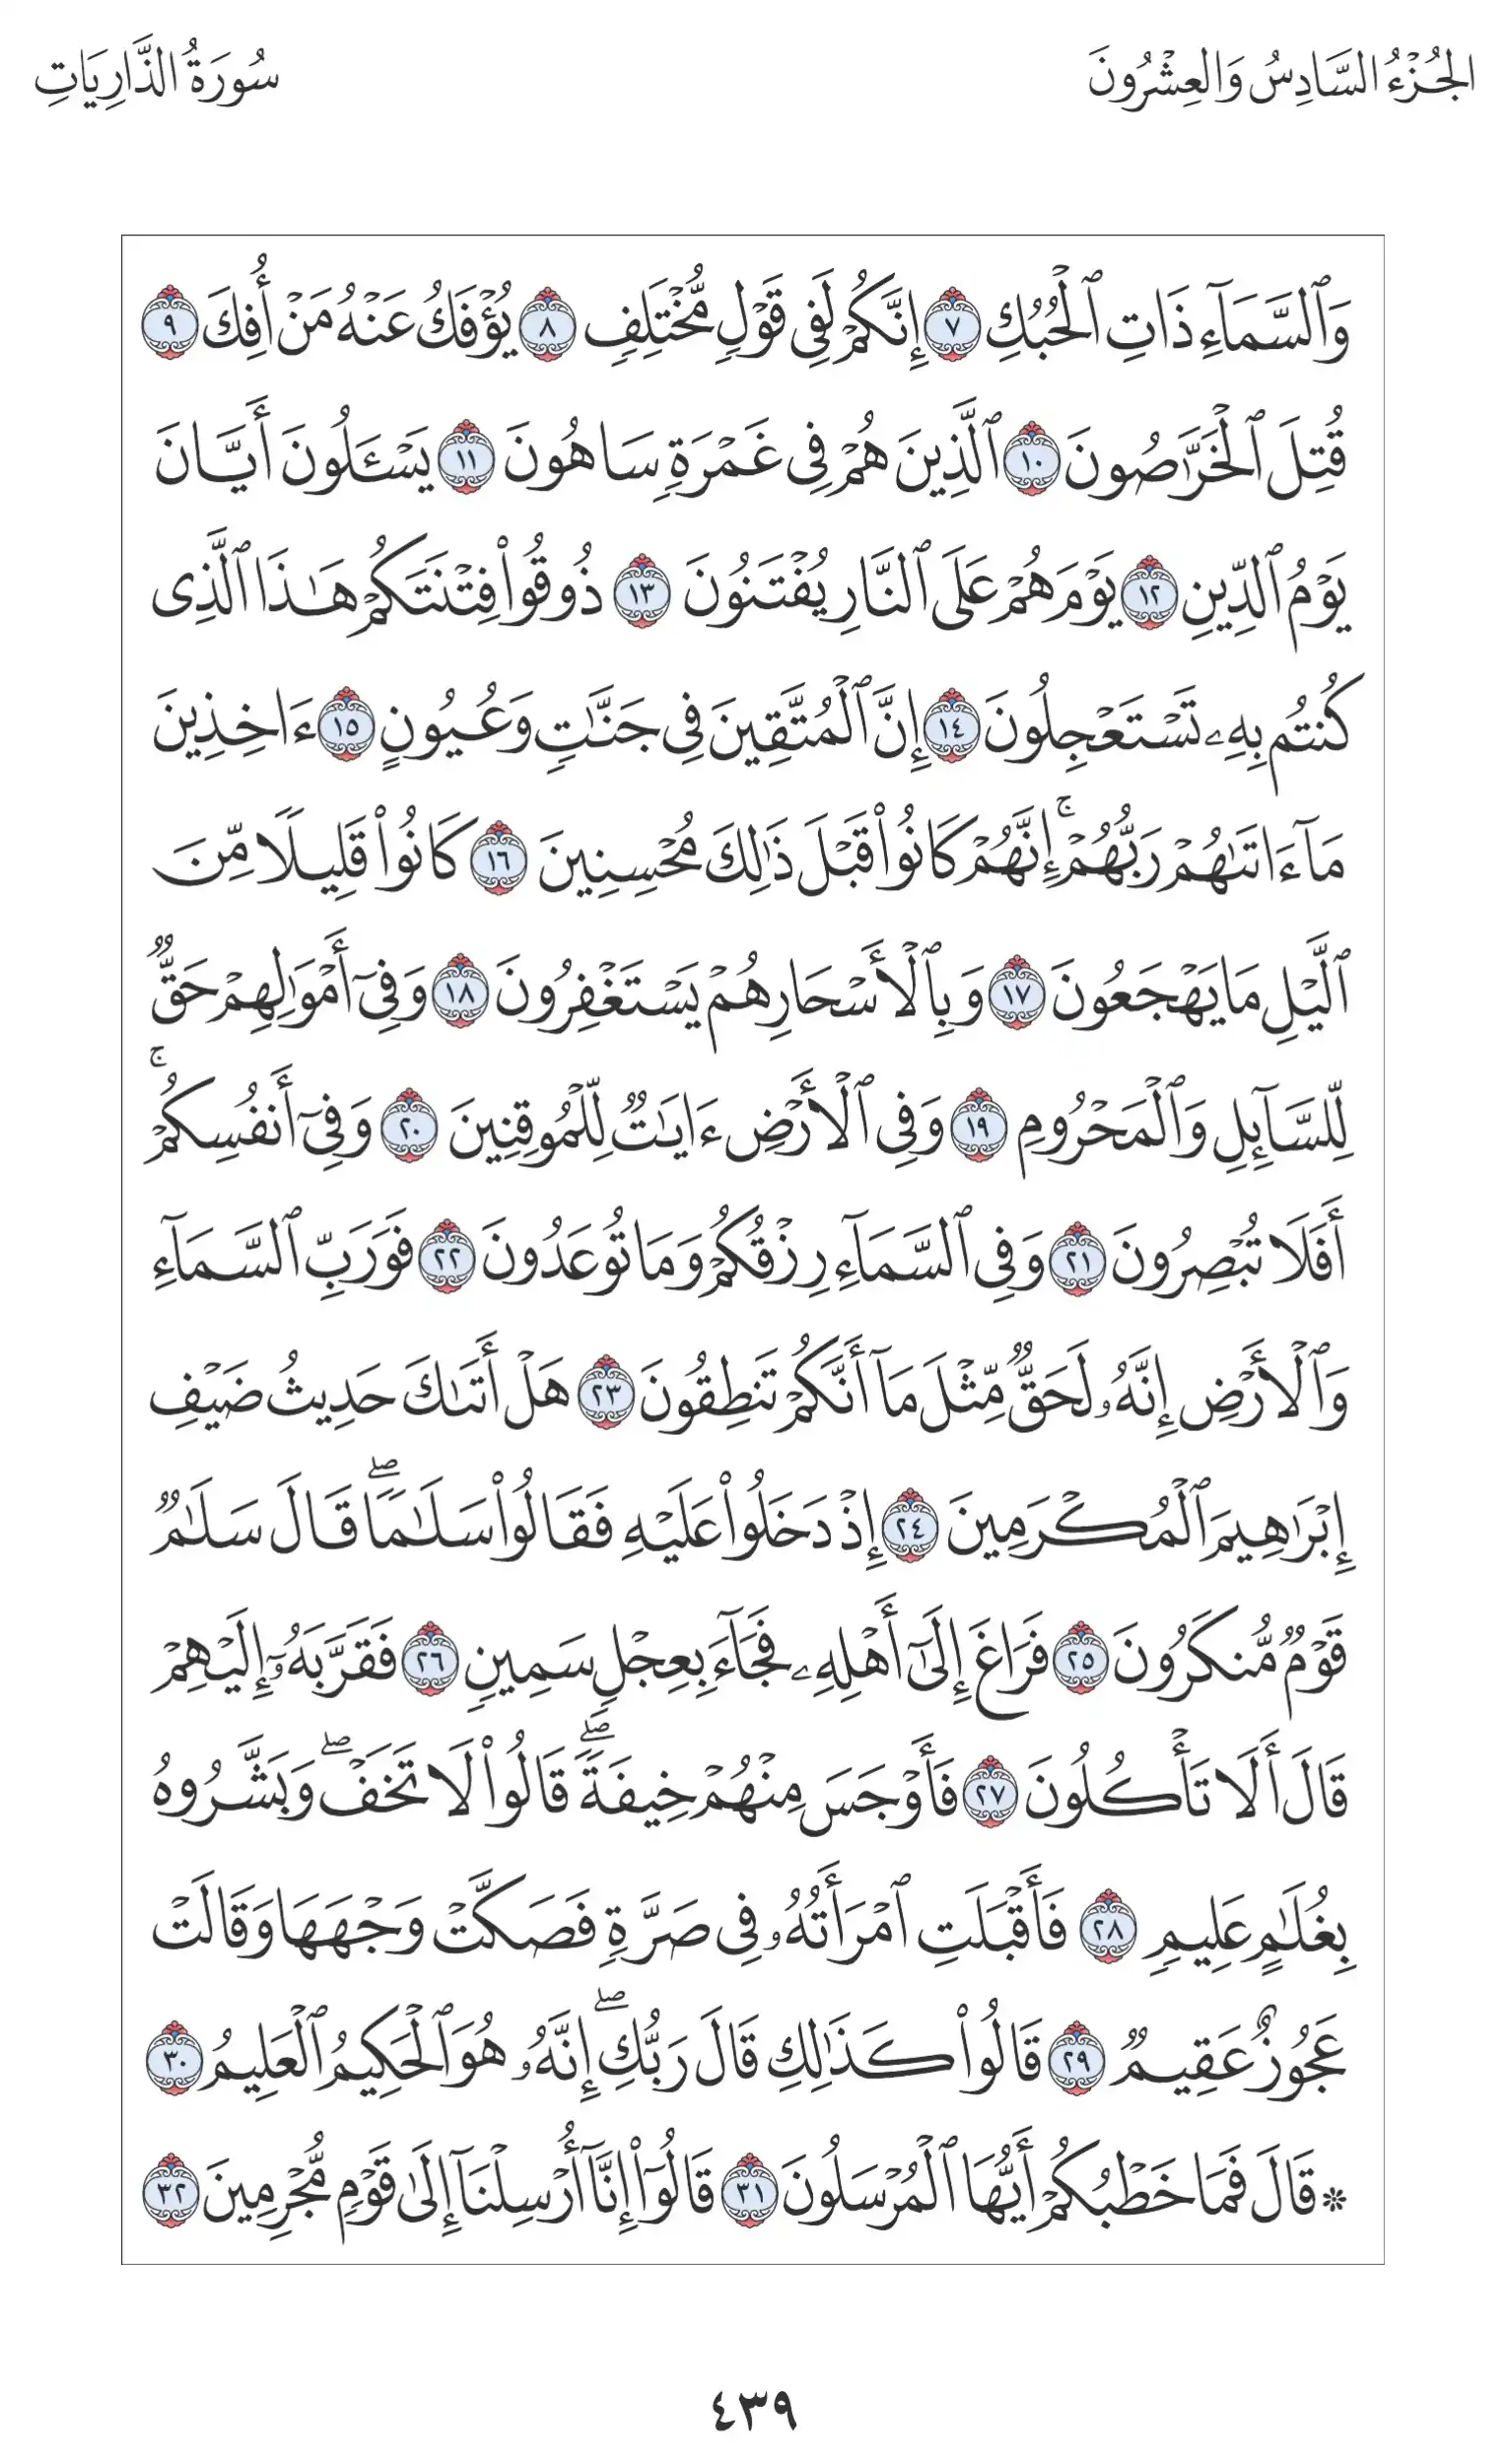 الجُزْءُ السَّادِسُ وَالعِشْرُونَ
سُورَةُ الذَّارِيَاتِ
وَٱلسَّمَآءِ ذَاتِ ٱلْحُبُكِ ٧ إِنَّكُمْ لَفِى قَوْلٍ مُّخْتَلِفٍ ٨ يُؤْفَكُ عَنْهُ مَنْ أُفِكَ ٩
قُتِلَ ٱلْخَرَّٰصُونَ ١٠ ٱلَّذِينَ هُمْ فِى غَمْرَةٍ سَاهُونَ ١١ يَسْـَٔلُونَ أَيَّانَ
يَوْمُ ٱلدِّينِ ١٢ يَوْمَ هُمْ عَلَى ٱلنَّارِ يُفْتَنُونَ ١٣ ذُوقُوا۟ فِتْنَتَكُمْ هَـٰذَا ٱلَّذِى
كُنتُم بِهِۦ تَسْتَعْجِلُونَ ١٤ إِنَّ ٱلْمُتَّقِينَ فِى جَنَّـٰتٍ وَعُيُونٍ ١٥ ءَاخِذِينَ
مَآ ءَاتَىٰهُمْ رَبُّهُمْ ۚ إِنَّهُمْ كَانُوا۟ قَبْلَ ذَٰلِكَ مُحْسِنِينَ ١٦ كَانُوا۟ قَلِيلًا مِّنَ
ٱلَّيْلِ مَا يَهْجَعُونَ ١٧ وَبِٱلْأَسْحَارِ هُمْ يَسْتَغْفِرُونَ ١٨ وَفِىٓ أَمْوَٰلِهِمْ حَقٌّ
لِّلسَّآئِلِ وَٱلْمَحْرُومِ ١٩ وَفِى ٱلْأَرْضِ ءَايَـٰتٌ لِّلْمُوقِنِينَ ٢٠ وَفِىٓ أَنفُسِكُمْ ۚ
أَفَلَا تُبْصِرُونَ ٢١ وَفِى ٱلسَّمَآءِ رِزْقُكُمْ وَمَا تُوعَدُونَ ٢٢ فَوَرَبِّ ٱلسَّمَآءِ
وَٱلْأَرْضِ إِنَّهُۥ لَحَقٌّ مِّثْلَ مَآ أَنَّكُمْ تَنطِقُونَ ٢٣ هَلْ أَتَىٰكَ حَدِيثُ ضَيْفِ
إِبْرَٰهِيمَ ٱلْمُكْرَمِينَ ٢٤ إِذْ دَخَلُوا۟ عَلَيْهِ فَقَالُوا۟ سَلَـٰمًا ۖ قَالَ سَلَـٰمٌ
قَوْمٌ مُّنكَرُونَ ٢٥ فَرَاغَ إِلَىٰٓ أَهْلِهِۦ فَجَآءَ بِعِجْلٍ سَمِينٍ ٢٦ فَقَرَّبَهُۥٓ إِلَيْهِمْ
قَالَ أَلَا تَأْكُلُونَ ٢٧ فَأَوْجَسَ مِنْهُمْ خِيفَةً ۖ قَالُوا۟ لَا تَخَفْ ۖ وَبَشَّرُوهُ
بِغُلَـٰمٍ عَلِيمٍ ٢٨ فَأَقْبَلَتِ ٱمْرَأَتُهُۥ فِى صَرَّةٍ فَصَكَّتْ وَجْهَهَا وَقَالَتْ
عَجُوزٌ عَقِيمٌ ٢٩ قَالُوا۟ كَذَٰلِكِ قَالَ رَبُّكِ ۖ إِنَّهُۥ هُوَ ٱلْحَكِيمُ ٱلْعَلِيمُ ٣٠
۞ قَالَ فَمَا خَطْبُكُمْ أَيُّهَا ٱلْمُرْسَلُونَ ٣١ قَالُوٓا۟ إِنَّآ أُرْسِلْنَآ إِلَىٰ قَوْمٍ مُّجْرِمِينَ ٣٢
٤٣٩